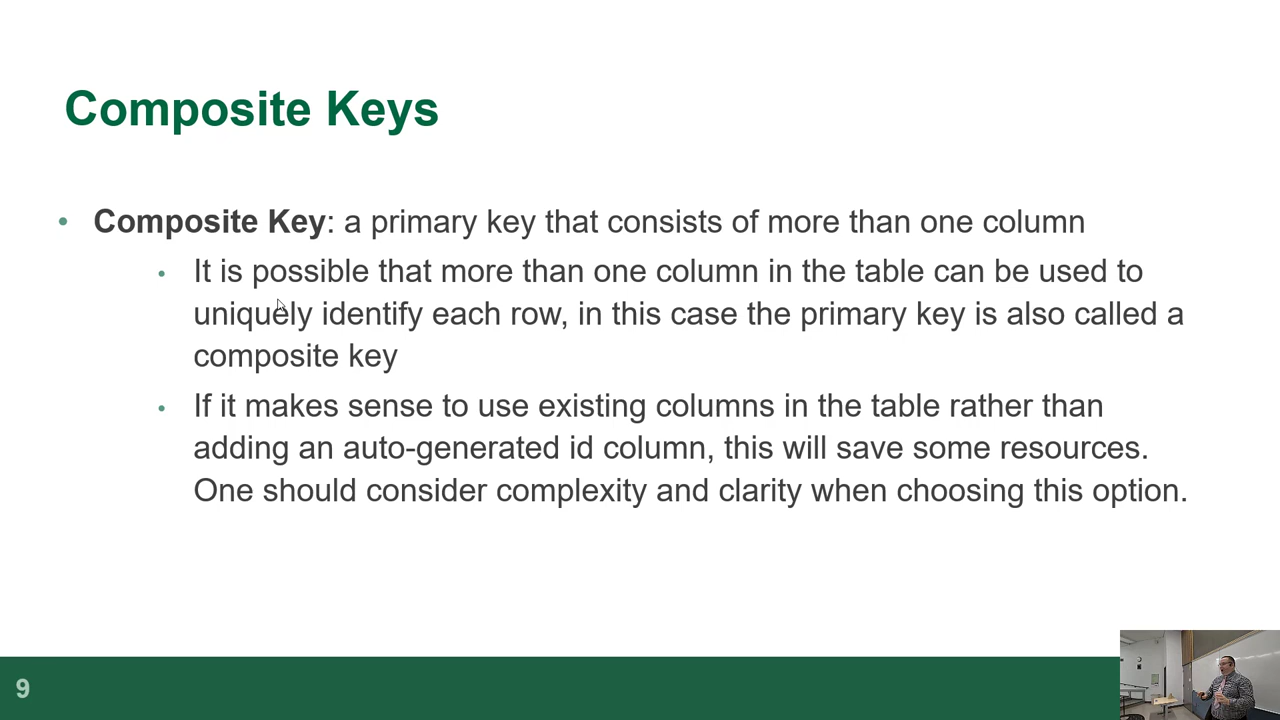 Composite Keys
• Composite Key: a primary key that consists of more than one column
• It is possible that more than one column in the table can be used to
uniquely identify each row, in this case the primary key is also called a
composite key
• If it makes sense to use existing columns in the table rather than
adding an auto-generated id column, this will save some resources.
One should consider complexity and clarity when choosing this option.
9